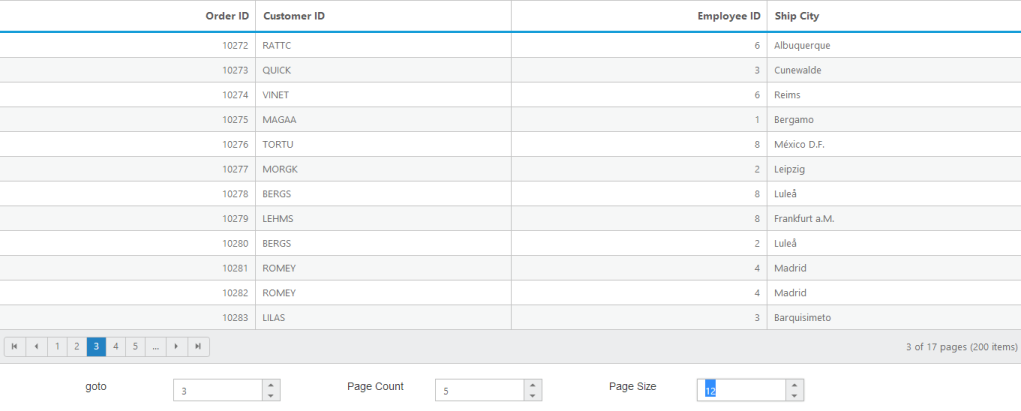 Order ID Customer ID Employee ID Ship City
10272 RATTC 6 Albuquerque
10273 QUICK 3 Cunewalde
10274 VINET 6 Reims
10275 MAGAA 1 Bergamo
10276 TORTU 8 México D.F.
10277 MORGK 2 Leipzig
10278 BERGS 8 Luleå
10279 LEHMS 8 Frankfurt a.M.
10280 BERGS 2 Luleå
10281 ROMEY 4 Madrid
10282 ROMEY 4 Madrid
10283 LILAS 3 Barquisimeto
1 2 3 4 5 ... 3 of 17 pages (200 items)
goto 3 Page Count 5 Page Size 12